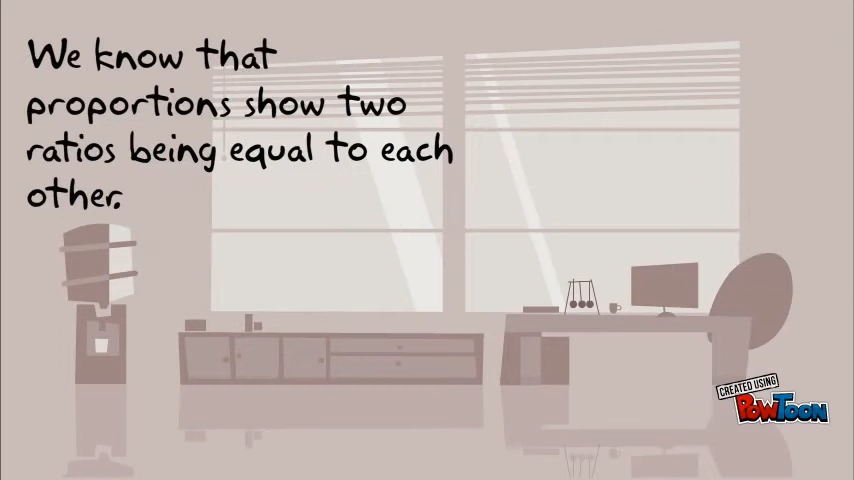 We know that
proportions show two
ratios being equal to each
other.
CREATED USING
POWTOON